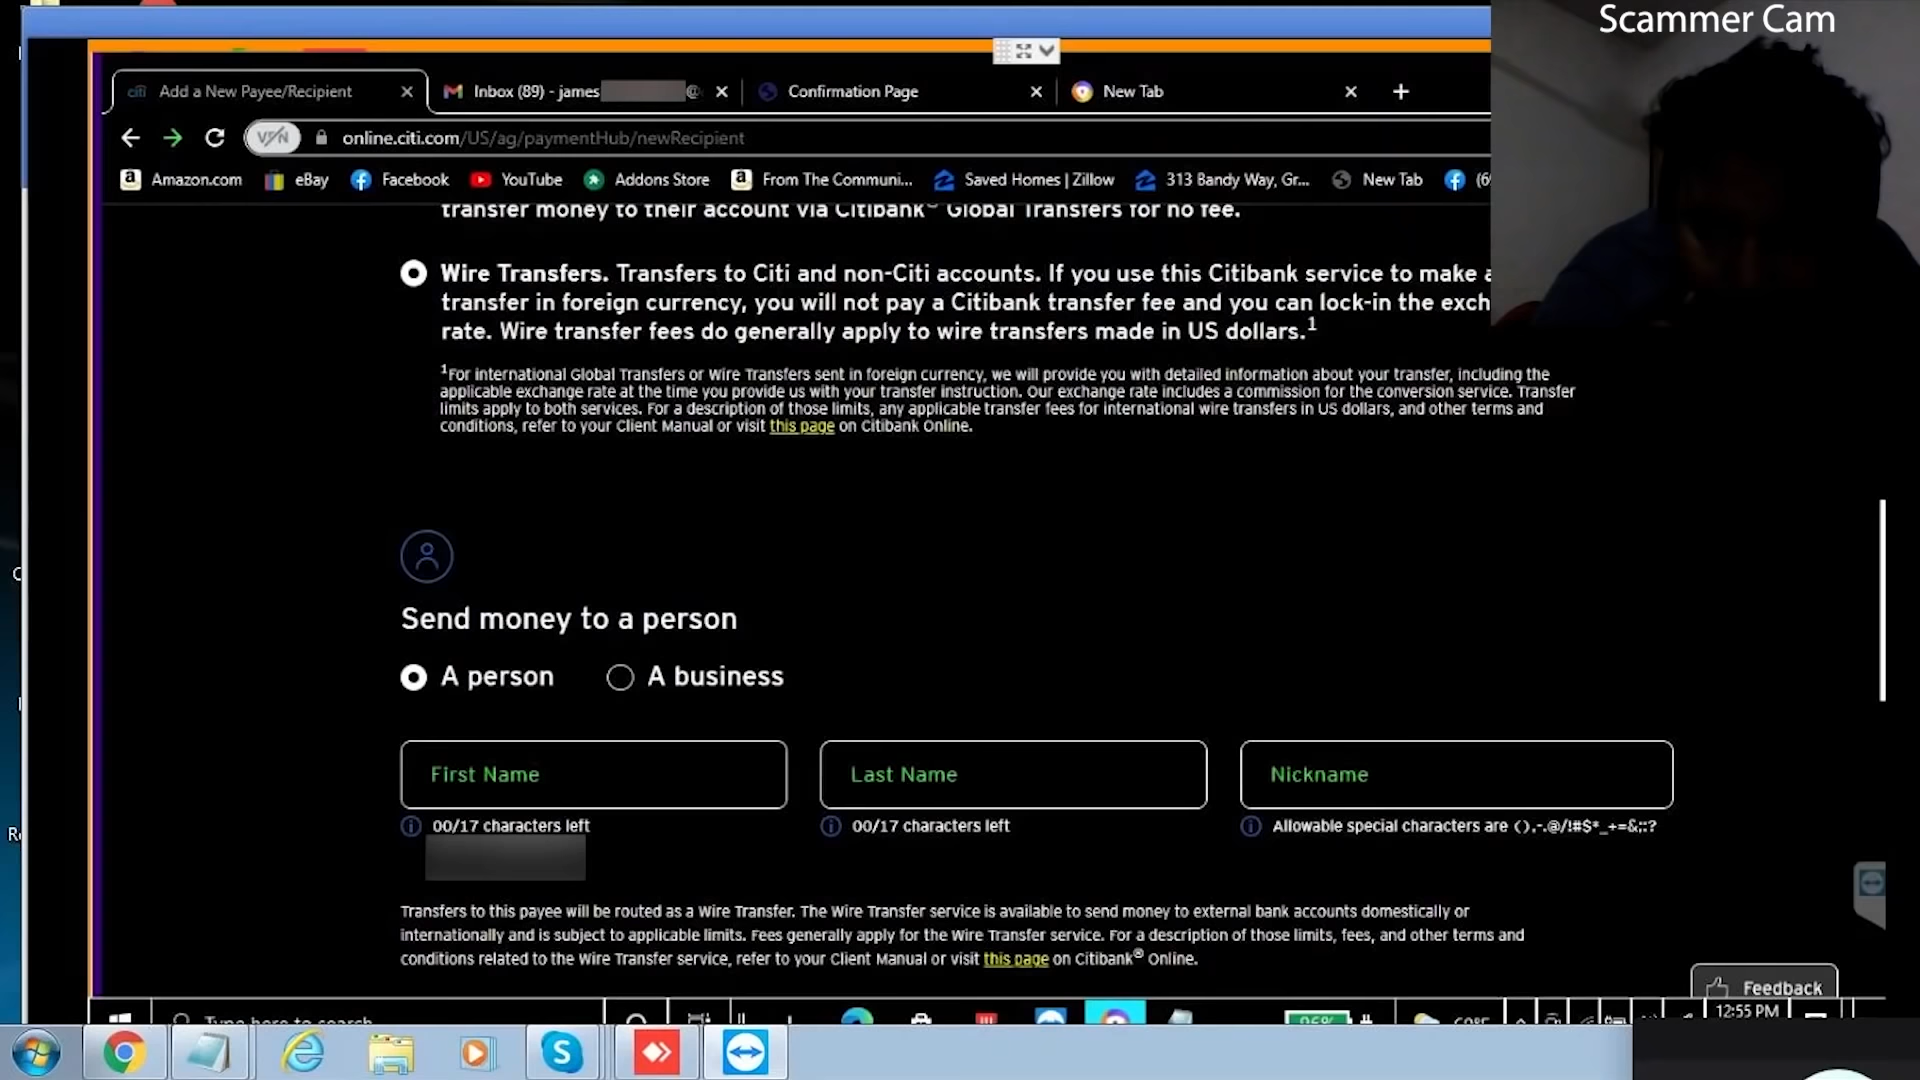 Scammer Cam
Add a New Payee/Recipient
Inbox (89) - james
@
Confirmation Page
New Tab
VPN
online.citi.com/US/ag/paymentHub/newRecipient
Amazon.com
eBay
Facebook
YouTube
Addons Store
From The Communi...
Saved Homes | Zillow
313 Bandy Way, Gr...
New Tab
transfer money to their account via Citibank® Global Transfers for no fee.
Wire Transfers. Transfers to Citi and non-Citi accounts. If you use this Citibank service to make a
transfer in foreign currency, you will not pay a Citibank transfer fee and you can lock-in the exch
rate. Wire transfer fees do generally apply to wire transfers made in US dollars.1
1For international Global Transfers or Wire Transfers sent in foreign currency, we will provide you with detailed information about your transfer, including the
applicable exchange rate at the time you provide us with your transfer instruction. Our exchange rate includes a commission for the conversion service. Transfer
limits apply to both services. For a description of those limits, any applicable transfer fees for international wire transfers in US dollars, and other terms and
conditions, refer to your Client Manual or visit this page on Citibank Online.
Send money to a person
A person
A business
First Name
Last Name
Nickname
00/17 characters left
00/17 characters left
Allowable special characters are (),-.@/!#$*_+=&;:?
Transfers to this payee will be routed as a Wire Transfer. The Wire Transfer service is available to send money to external bank accounts domestically or
internationally and is subject to applicable limits. Fees generally apply for the Wire Transfer service. For a description of those limits, fees, and other terms and
conditions related to the Wire Transfer service, refer to your Client Manual or visit this page on Citibank® Online.
Feedback
Type here to search
12:55 PM